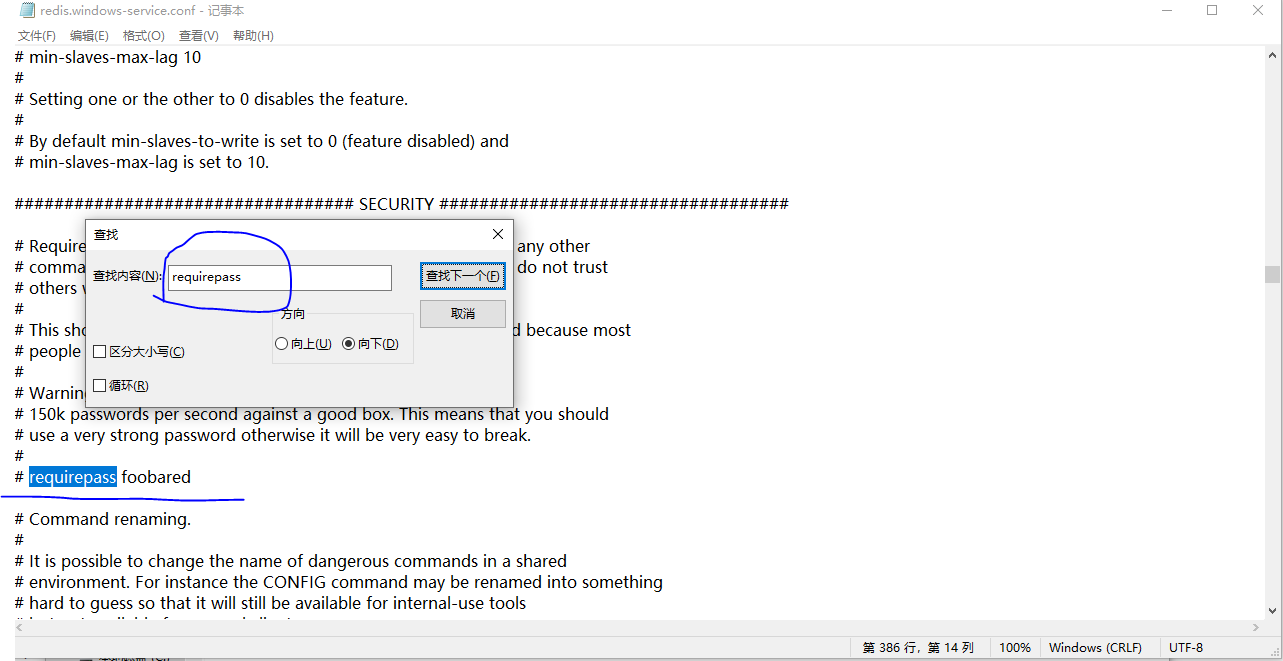 redis.windows-service.conf - 记事本
文件(F) 编辑(E) 格式(O) 查看(V) 帮助(H)
# min-slaves-max-lag 10
#
# Setting one or the other to 0 disables the feature.
#
# By default min-slaves-to-write is set to 0 (feature disabled) and
# min-slaves-max-lag is set to 10.
################################## SECURITY ###################################
查找
# Require any other
查找内容(N): requirepass 查找下一个(F)
# comma do not trust
# others
#
方向
取消
# This sho d because most
向上(U) 向下(D)
# people
区分大小写(C)
#
循环(R)
# Warnin
# 150k passwords per second against a good box. This means that you should
# use a very strong password otherwise it will be very easy to break.
#
# requirepass foobared
# Command renaming.
#
# It is possible to change the name of dangerous commands in a shared
# environment. For instance the CONFIG command may be renamed into something
# hard to guess so that it will still be available for internal-use tools
第 386 行，第 14 列 100% Windows (CRLF) UTF-8